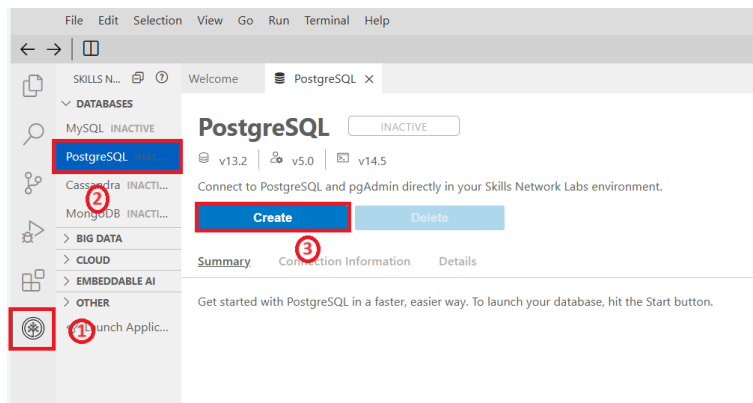 File Edit Selection View Go Run Terminal Help
SKILLS N...
Welcome PostgreSQL
DATABASES
MySQL INACTIVE
PostgreSQL INAC...
Cassandra INACTI...
MongoDB INACTI...
BIG DATA
CLOUD
EMBEDDABLE AI
OTHER
Launch Applic...
1
2
PostgreSQL INACTIVE
v13.2 v5.0 v14.5
Connect to PostgreSQL and pgAdmin directly in your Skills Network Labs environment.
Create Delete
3
Summary Connection Information Details
Get started with PostgreSQL in a faster, easier way. To launch your database, hit the Start button.